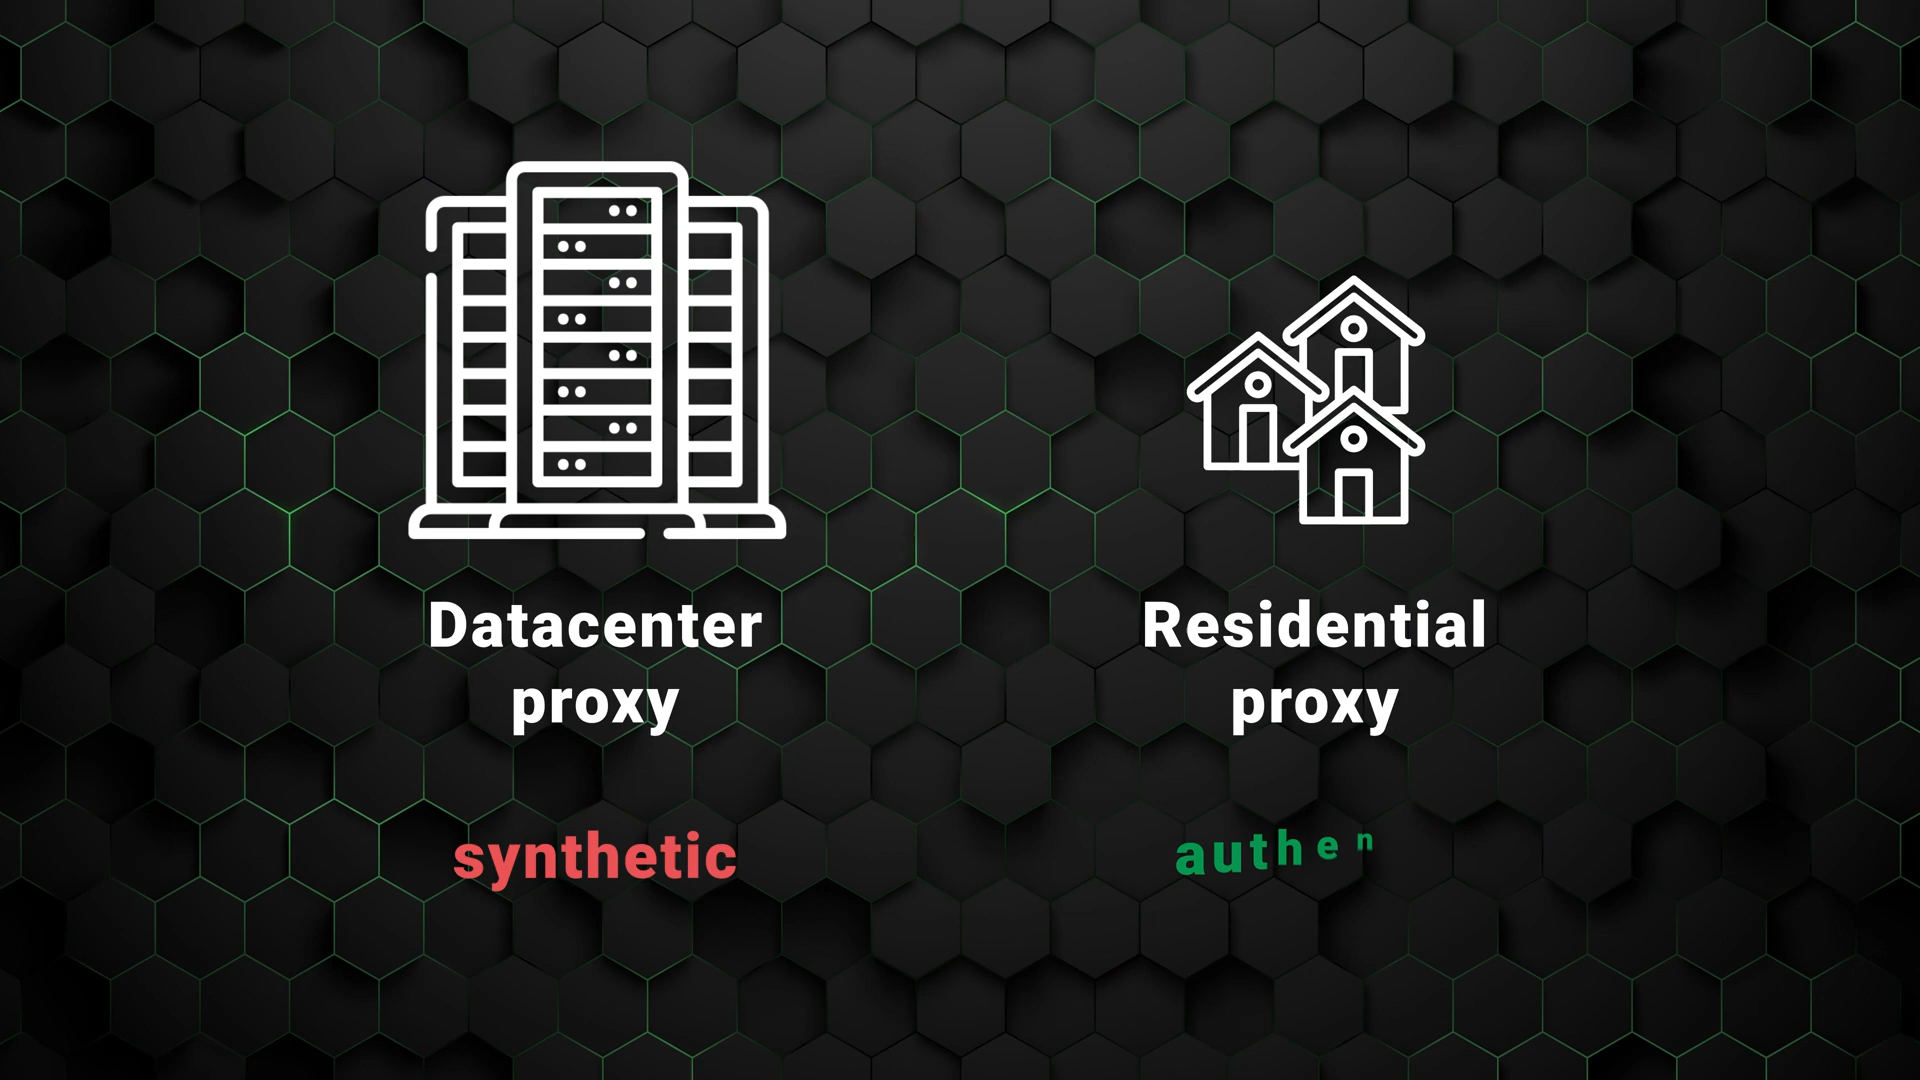 Datacenter
proxy
synthetic
Residential
proxy
authen